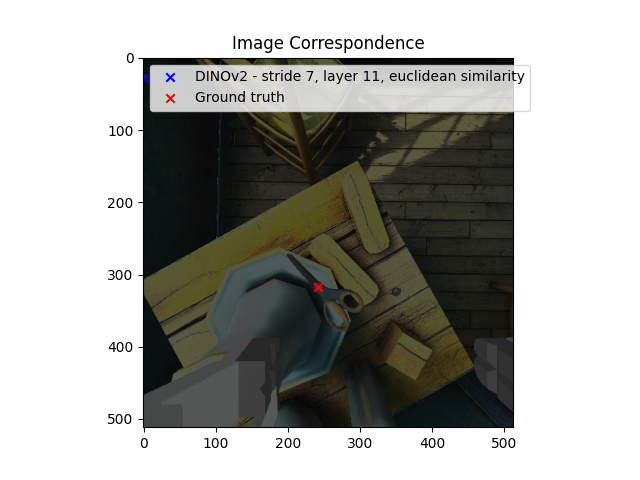 Image Correspondence
DINOv2 - stride 7, layer 11, euclidean similarity
Ground truth
0
100
200
300
400
500
0 100 200 300 400 500